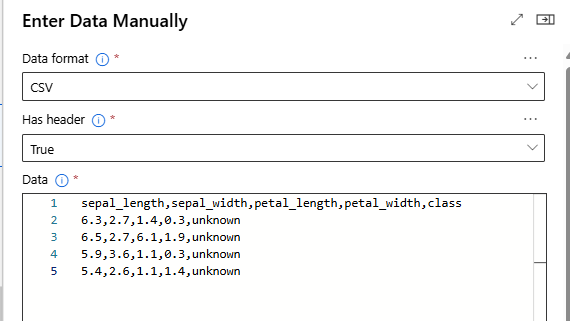 Enter Data Manually
Data format *
CSV
Has header *
True
Data *
1 sepal_length,sepal_width,petal_length,petal_width,class
2 6.3,2.7,1.4,0.3,unknown
3 6.5,2.7,6.1,1.9,unknown
4 5.9,3.6,1.1,0.3,unknown
5 5.4,2.6,1.1,1.4,unknown